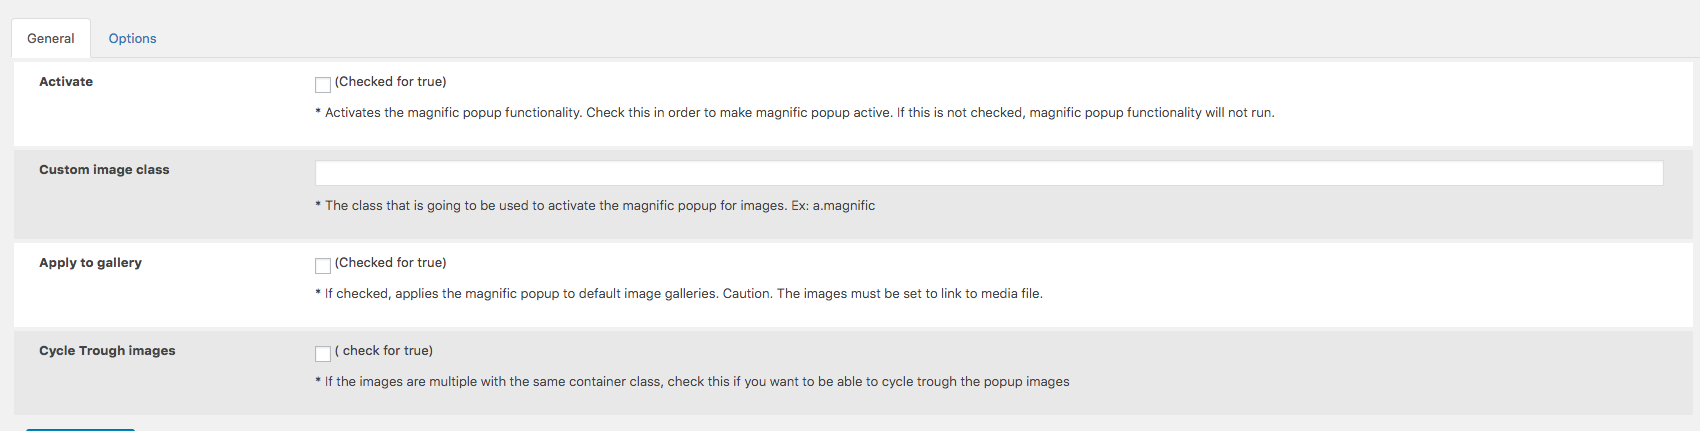 General Options
Activate (Checked for true)
* Activates the magnific popup functionality. Check this in order to make magnific popup active. If this is not checked, magnific popup functionality will not run.
Custom image class
* The class that is going to be used to activate the magnific popup for images. Ex: a.magnific
Apply to gallery (Checked for true)
* If checked, applies the magnific popup to default image galleries. Caution. The images must be set to link to media file.
Cycle Trough images ( check for true)
* If the images are multiple with the same container class, check this if you want to be able to cycle trough the popup images